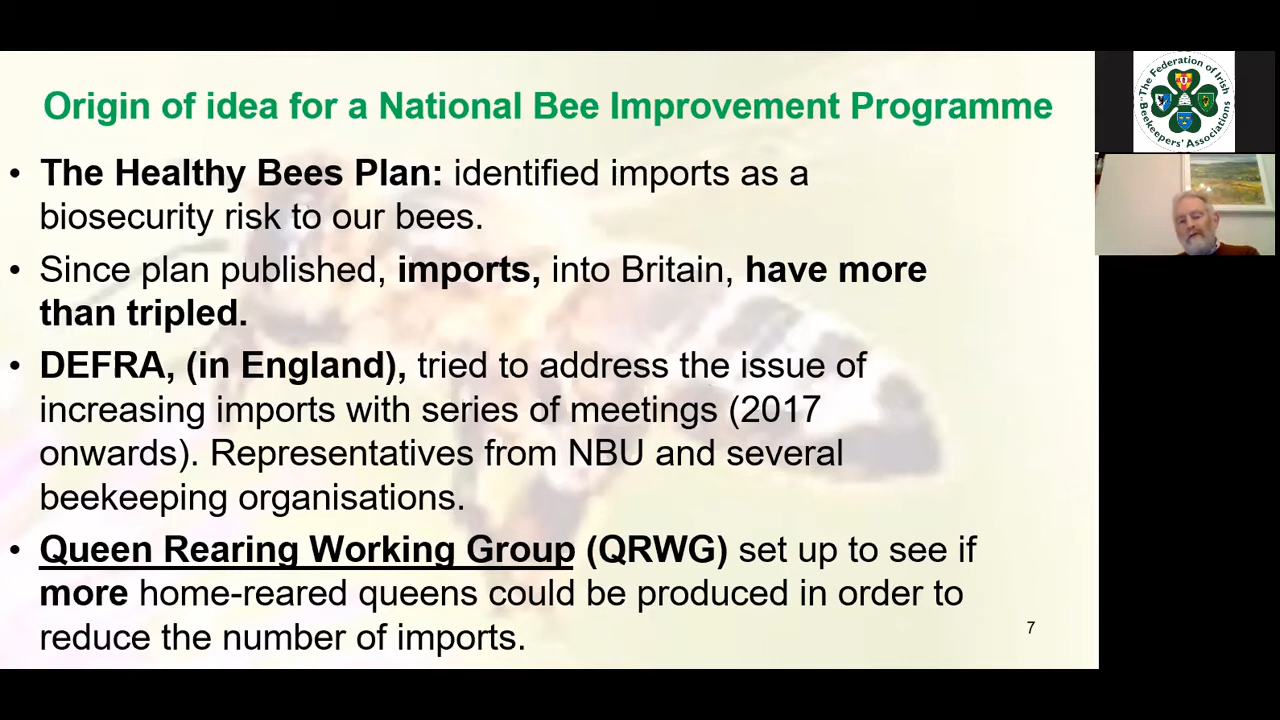 Origin of idea for a National Bee Improvement Programme
• The Healthy Bees Plan: identified imports as a
biosecurity risk to our bees.
• Since plan published, imports, into Britain, have more
than tripled.
• DEFRA, (in England), tried to address the issue of
increasing imports with series of meetings (2017
onwards). Representatives from NBU and several
beekeeping organisations.
• Queen Rearing Working Group (QRWG) set up to see if
more home-reared queens could be produced in order to
reduce the number of imports.
7
The Federation of Irish
Beekeepers' Associations